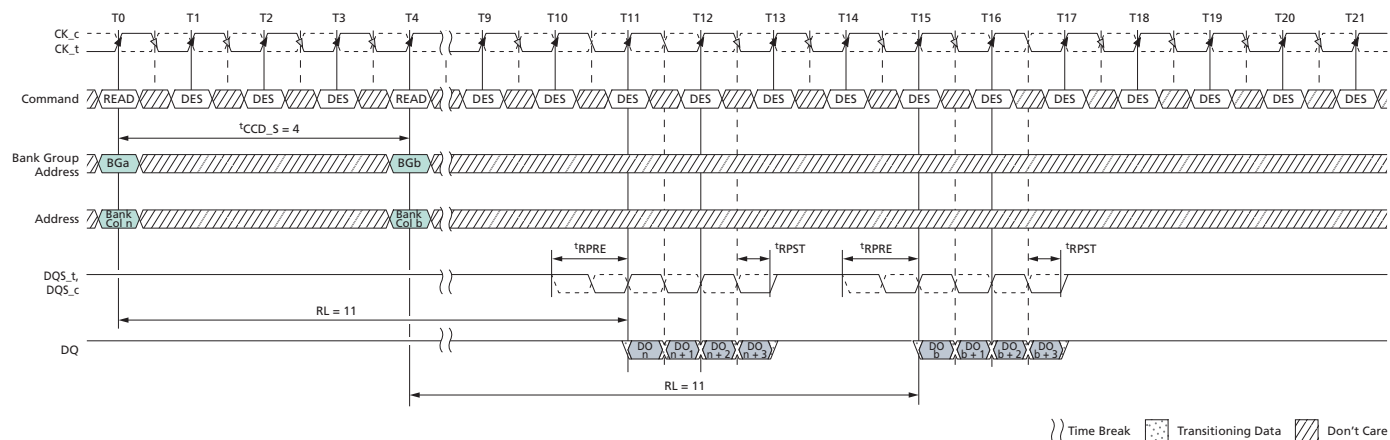 T0 T1 T2 T3 T4 T9 T10 T11 T12 T13 T14 T15 T16 T17 T18 T19 T20 T21
CK_c
CK_t
Command READ DES DES DES READ DES DES DES DES DES DES DES DES DES DES DES DES DES
tCCD_S = 4
Bank Group
Address
BGa BGb
Address
Bank
Col n
Bank
Col b
tRPRE tRPST tRPRE tRPST
DQS_t,
DQS_c
RL = 11
DQ
DO
n
DO
n + 1
DO
n + 2
DO
n + 3
DO
b
DO
b + 1
DO
b + 2
DO
b + 3
RL = 11
Time Break Transitioning Data Don't Care